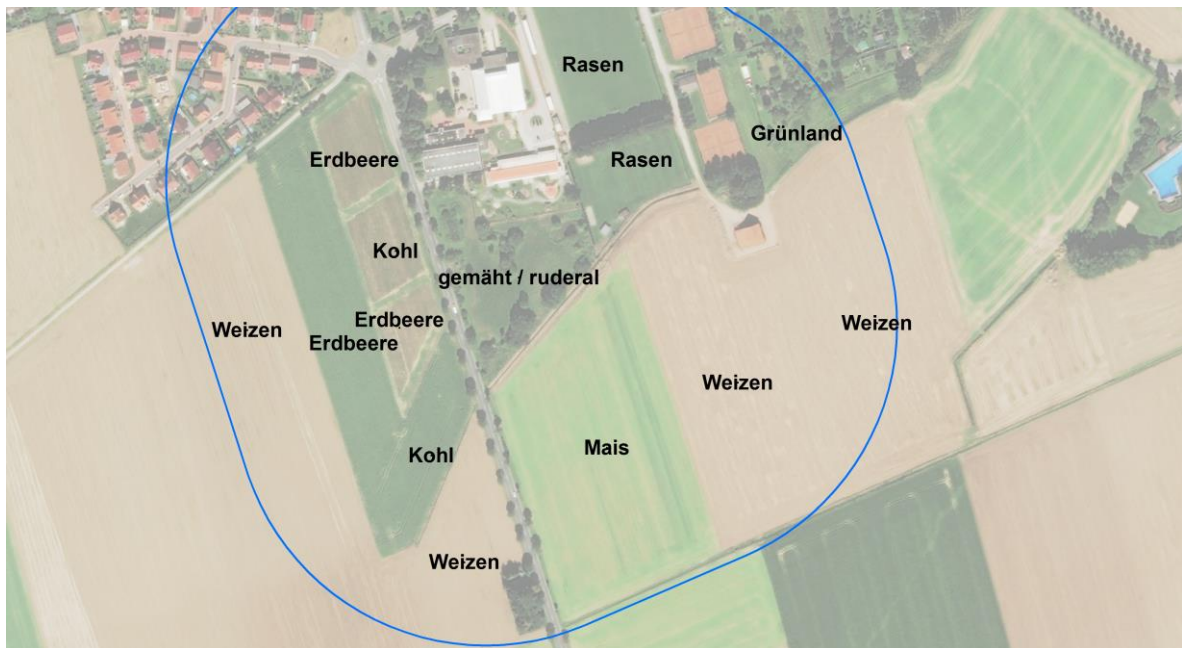 Rasen
Grünland
Erdbeere
Rasen
Kohl
gemäht / ruderal
Erdbeere
Weizen
Weizen
Erdbeere
Weizen
Mais
Kohl
Weizen